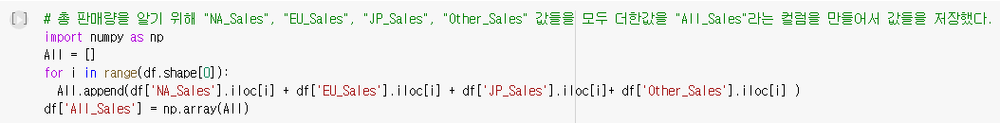 # 총 판매량을 알기 위해 "NA_Sales", "EU_Sales", "JP_Sales", "Other_Sales" 값들을 모두 더한값을 "All_Sales"라는 컬럼을 만들어서 값들을 저장했다.
import numpy as np
All = []
for i in range(df.shape[0]):
  All.append(df['NA_Sales'].iloc[i] + df['EU_Sales'].iloc[i] + df['JP_Sales'].iloc[i]+ df['Other_Sales'].iloc[i] )
df['All_Sales'] = np.array(All)